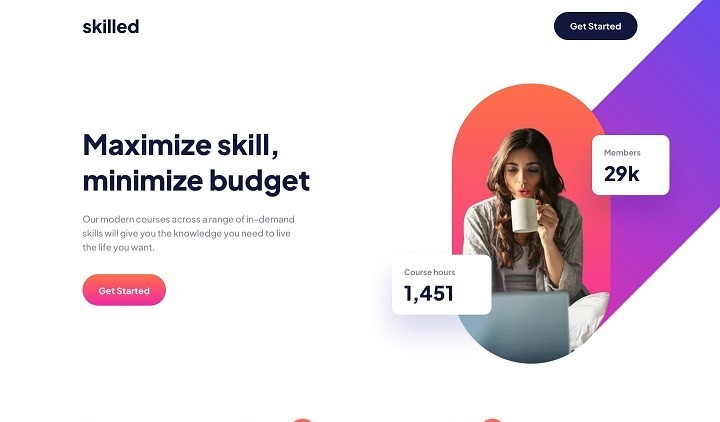 skilled
Get Started
Maximize skill,
minimize budget
Our modern courses across a range of in-demand
skills will give you the knowledge you need to live
the life you want.
Get Started
Members
29k
Course hours
1,451